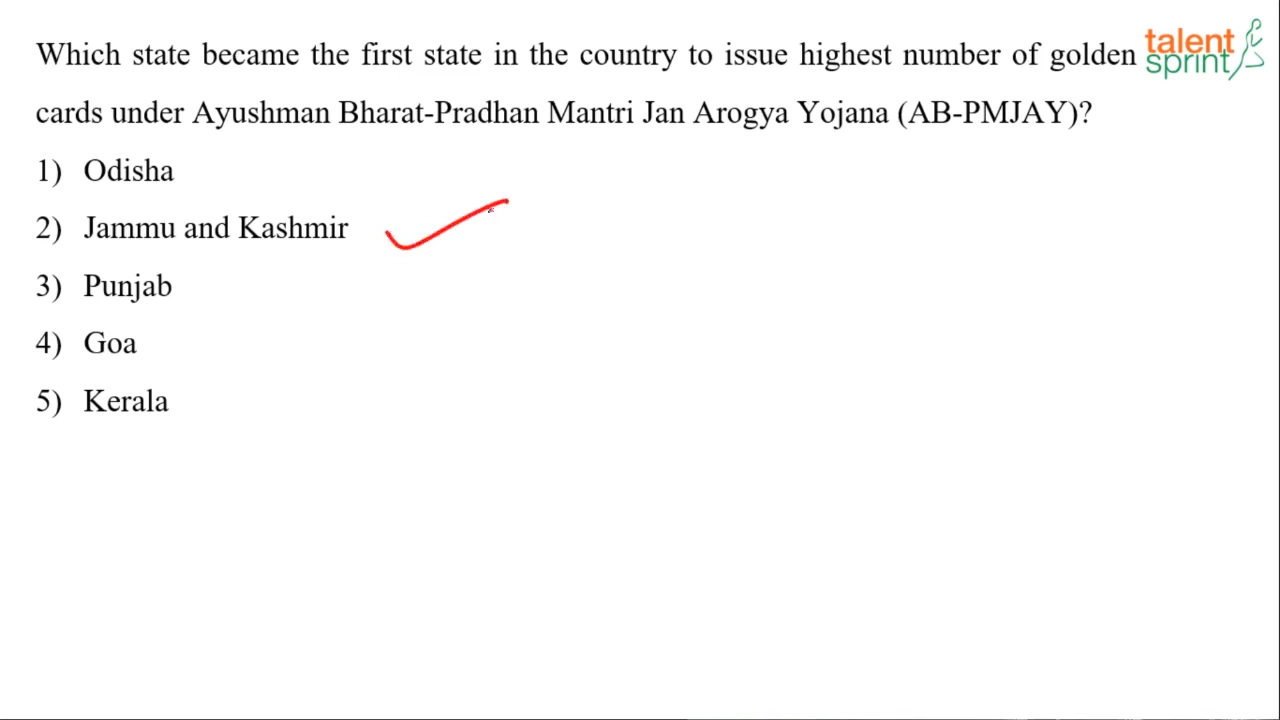 Which state became the first state in the country to issue highest number of golden
talent
sprint
cards under Ayushman Bharat-Pradhan Mantri Jan Arogya Yojana (AB-PMJAY)?
1) Odisha
2) Jammu and Kashmir
3) Punjab
4) Goa
5) Kerala